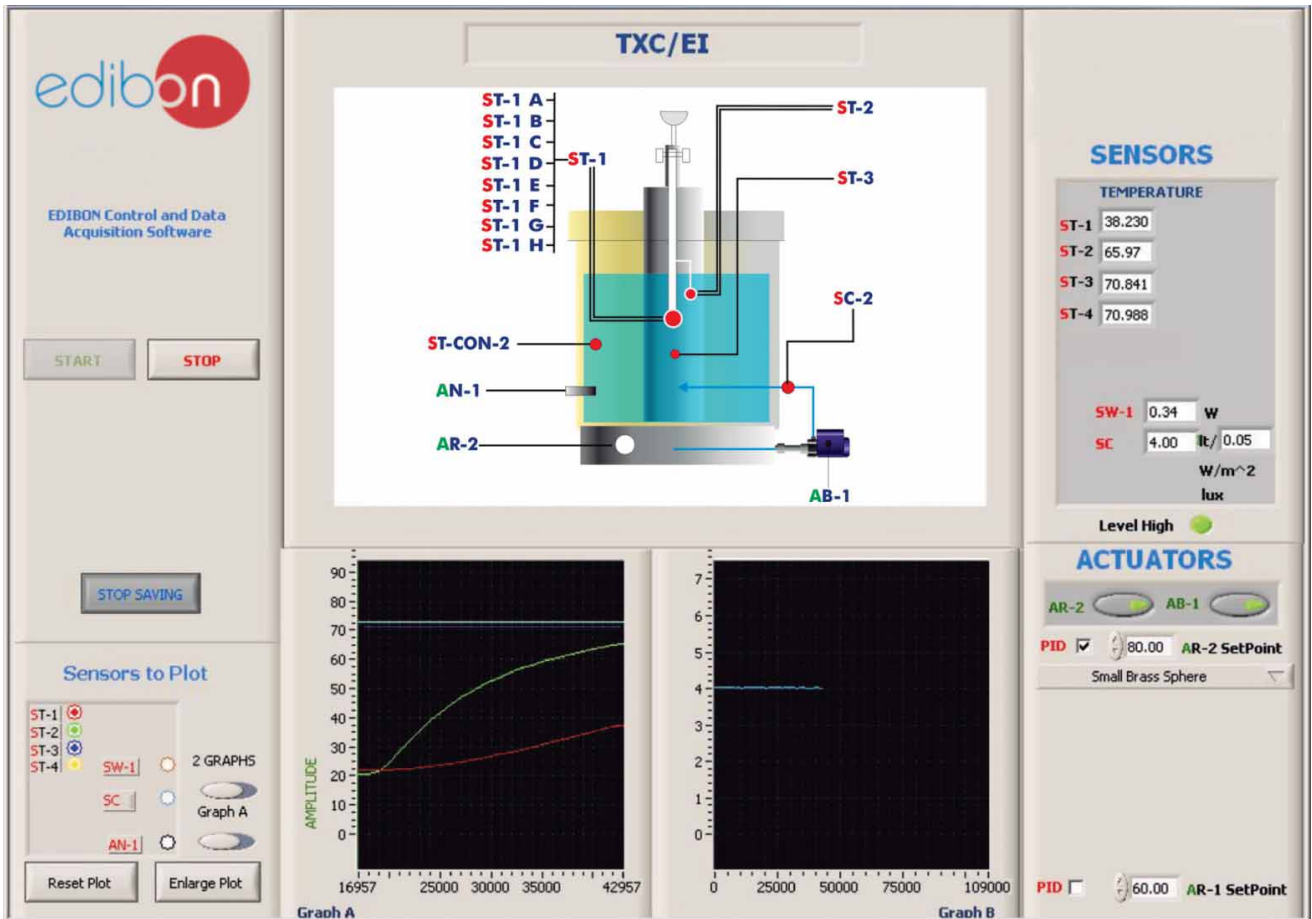 edibon
EDIBON Control and Data
Acquisition Software
START
STOP
STOP SAVING
Sensors to Plot
ST-1
ST-2
ST-3
ST-4
SW-1
SC
AN-1
2 GRAPHS
Graph A
Reset Plot
Enlarge Plot
TXC/EI
ST-1 A
ST-1 B
ST-1 C
ST-1 D
ST-1 E
ST-1 F
ST-1 G
ST-1 H
ST-1
ST-2
ST-3
SC-2
ST-CON-2
AN-1
AR-2
AB-1
AMPLITUDE
90
80
70
60
50
40
30
20
10
0
16957 25000 30000 35000 42957
Graph A
7
6
5
4
3
2
1
0
0 25000 50000 75000 109000
Graph B
SENSORS
TEMPERATURE
ST-1 38.230
ST-2 65.97
ST-3 70.841
ST-4 70.988
SW-1 0.34 W
SC 4.00 lt/ 0.05
W/m^2
lux
Level High
ACTUATORS
AR-2 AB-1
PID 80.00 AR-2 SetPoint
Small Brass Sphere
PID 60.00 AR-1 SetPoint